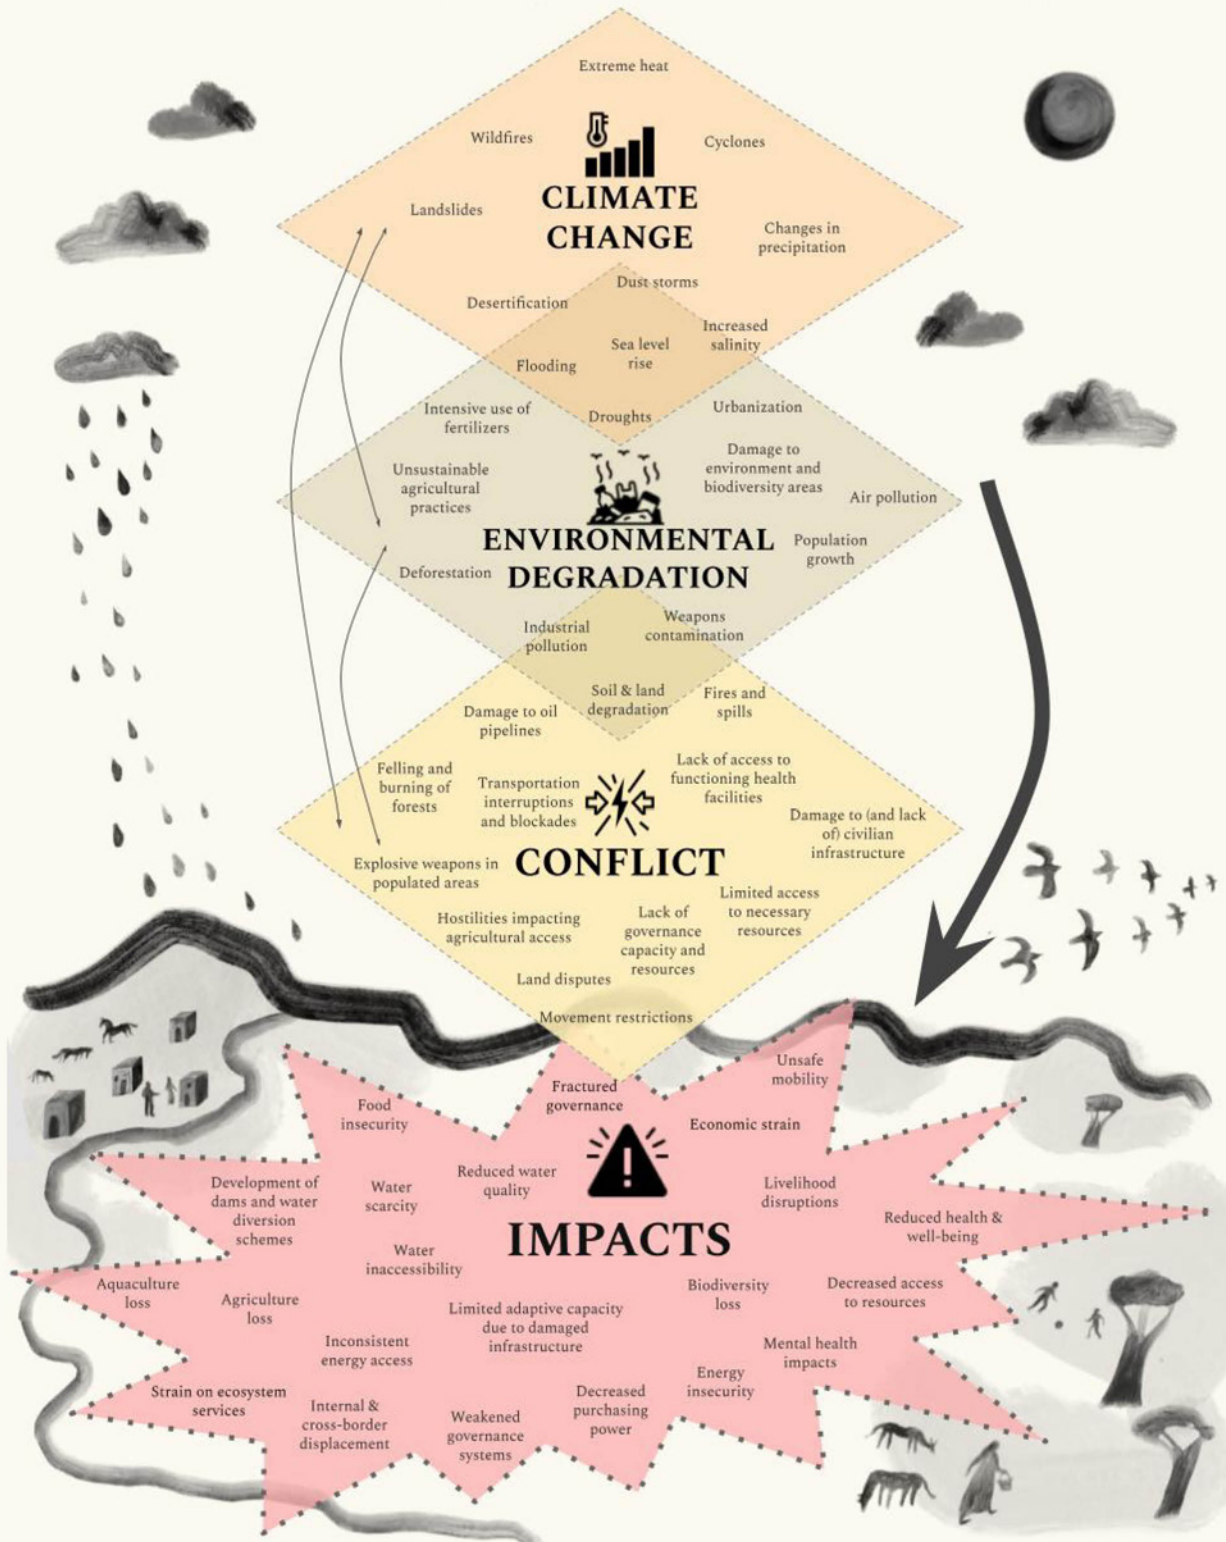 Extreme heat
Wildfires
Cyclones
CLIMATE
CHANGE
Landslides
Changes in
precipitation
Dust storms
Desertification
Increased
salinity
Sea level
rise
Flooding
Droughts
Intensive use of
fertilizers
Urbanization
Damage to
environment and
biodiversity areas
Unsustainable
agricultural
practices
Air pollution
ENVIRONMENTAL
DEGRADATION
Population
growth
Deforestation
Industrial
pollution
Weapons
contamination
Soil & land
degradation
Fires and
spills
Damage to oil
pipelines
Felling and
burning of
forests
Transportation
interruptions
and blockades
Lack of access to
functioning health
facilities
Damage to (and lack
of) civilian
infrastructure
CONFLICT
Explosive weapons in
populated areas
Limited access
to necessary
resources
Hostilities impacting
agricultural access
Lack of
governance
capacity and
resources
Land disputes
Movement restrictions
Unsafe
mobility
Fractured
governance
Food
insecurity
Economic strain
Reduced water
quality
Development of
dams and water
diversion
schemes
Water
scarcity
Livelihood
disruptions
IMPACTS
Reduced health &
well-being
Water
inaccessibility
Aquaculture
loss
Agriculture
loss
Biodiversity
loss
Decreased access
to resources
Limited adaptive capacity
due to damaged
infrastructure
Inconsistent
energy access
Mental health
impacts
Energy
insecurity
Strain on ecosystem
services
Internal &
cross-border
displacement
Weakened
governance
systems
Decreased
purchasing
power